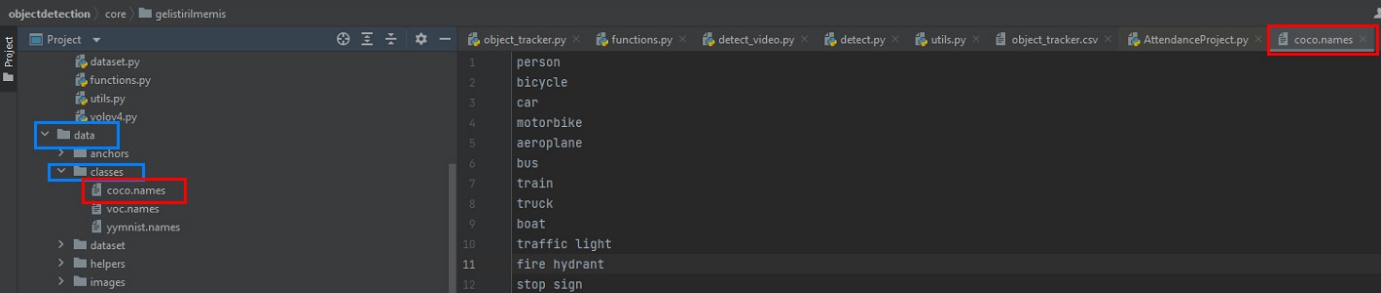 objectdetection core gelistirilmemis
Project
Project
object_tracker.py functions.py detect_video.py detect.py utils.py object_tracker.csv AttendanceProject.py coco.names
dataset.py
functions.py
utils.py
yolov4.py
data
anchors
classes
coco.names
voc.names
yymnist.names
dataset
helpers
images
1 person
2 bicycle
3 car
4 motorbike
5 aeroplane
6 bus
7 train
8 truck
9 boat
10 traffic light
11 fire hydrant
12 stop sign